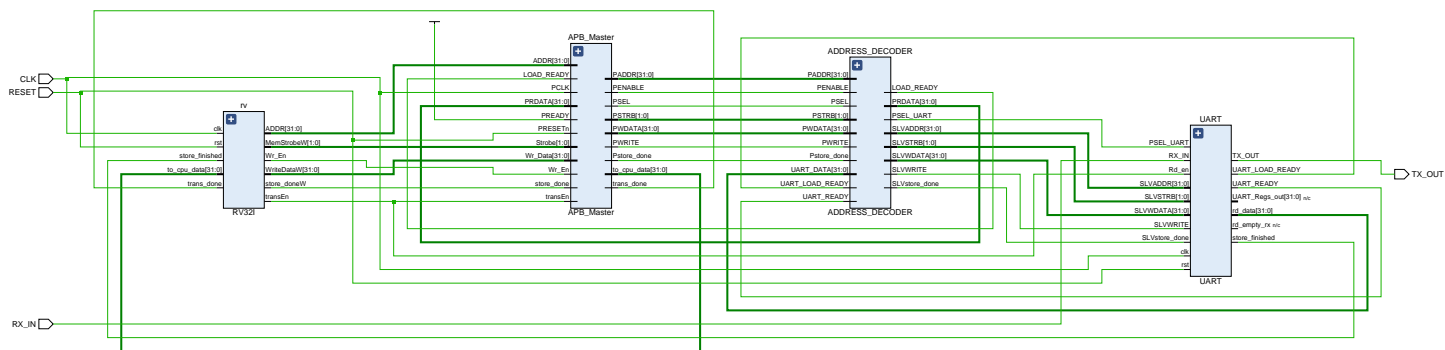 CLK
RESET
RX_IN
rv
clk
rst
store_finished
to_cpu_data[31:0]
trans_done
ADDR[31:0]
MemStrobeW[1:0]
Wr_En
WriteDataW[31:0]
store_doneW
transEn
RV32I
APB_Master
ADDR[31:0]
LOAD_READY
PCLK
PRDATA[31:0]
PREADY
PRESETn
Strobe[1:0]
Wr_Data[31:0]
Wr_En
store_done
transEn
PADDR[31:0]
PENABLE
PSEL
PSTRB[1:0]
PWDATA[31:0]
PWRITE
Pstore_done
to_cpu_data[31:0]
trans_done
APB_Master
ADDRESS_DECODER
PADDR[31:0]
PENABLE
PSEL
PSTRB[1:0]
PWDATA[31:0]
PWRITE
Pstore_done
UART_DATA[31:0]
UART_LOAD_READY
UART_READY
LOAD_READY
PRDATA[31:0]
PSEL_UART
SLVADDR[31:0]
SLVSTRB[1:0]
SLVWDATA[31:0]
SLVWRITE
SLVstore_done
ADDRESS_DECODER
UART
PSEL_UART
RX_IN
Rd_en
SLVADDR[31:0]
SLVSTRB[1:0]
SLVWDATA[31:0]
SLVWRITE
SLVstore_done
clk
rst
TX_OUT
UART_LOAD_READY
UART_READY
UART_Regs_out[31:0] n/c
rd_data[31:0]
rd_empty_rx n/c
store_finished
UART
TX_OUT